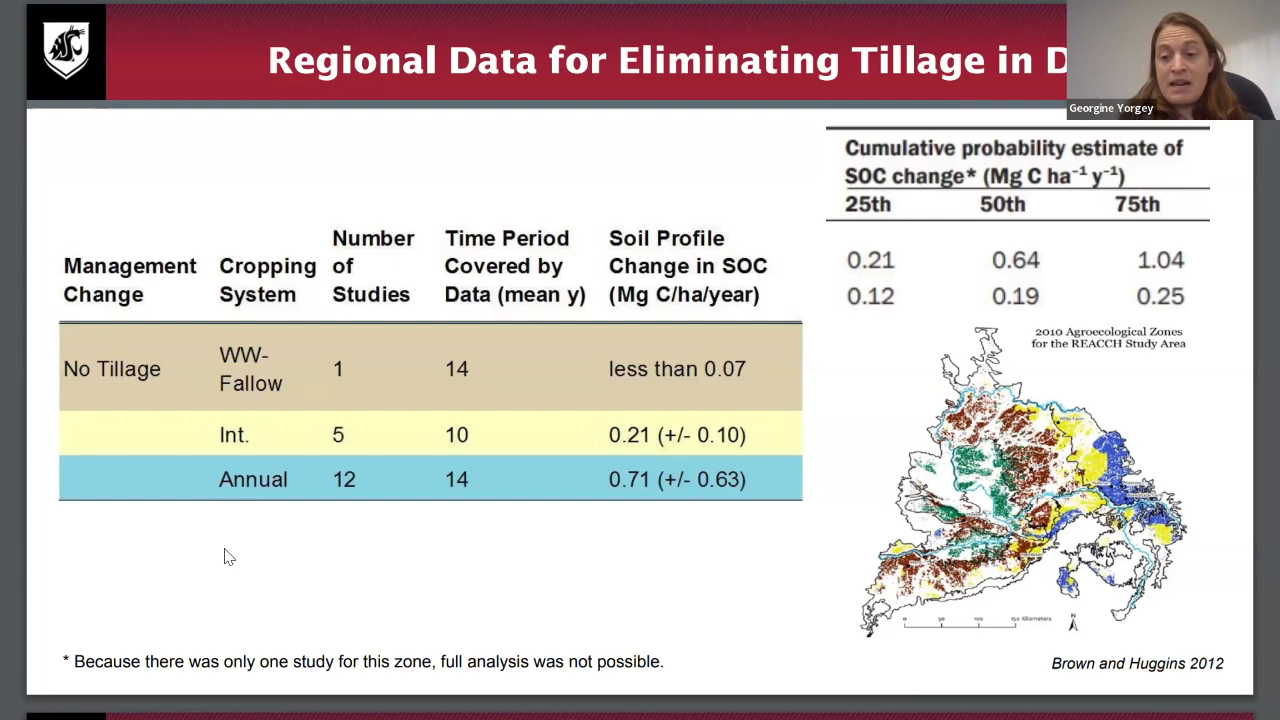 Regional Data for Eliminating Tillage in D
Georgine Yorgey
Cumulative probability estimate of
SOC change* (Mg C ha⁻¹ y⁻¹)
25th 50th 75th
0.21 0.64 1.04
0.12 0.19 0.25
Management Change Cropping System Number of Studies Time Period Covered by Data (mean y) Soil Profile Change in SOC (Mg C/ha/year)
No Tillage WW-Fallow 1 14 less than 0.07
Int. 5 10 0.21 (+/- 0.10)
Annual 12 14 0.71 (+/- 0.63)
2010 Agroecological Zones
for the REACCH Study Area
0 50 100 150 Kilometers
N
* Because there was only one study for this zone, full analysis was not possible.
Brown and Huggins 2012